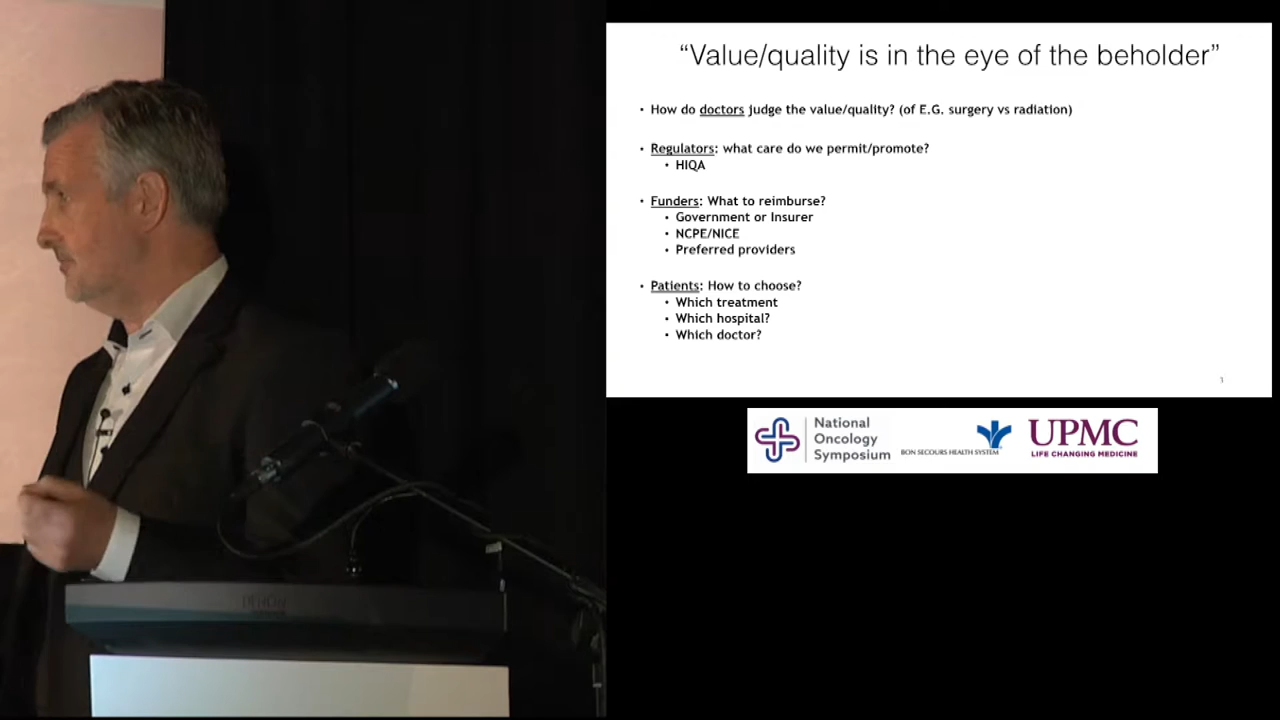 “Value/quality is in the eye of the beholder”
• How do doctors judge the value/quality? (of E.G. surgery vs radiation)
• Regulators: what care do we permit/promote?
• HIQA
• Funders: What to reimburse?
• Government or Insurer
• NCPE/NICE
• Preferred providers
• Patients: How to choose?
• Which treatment
• Which hospital?
• Which doctor?
3
National
Oncology
Symposium
BON SECOURS HEALTH SYSTEM
UPMC
LIFE CHANGING MEDICINE